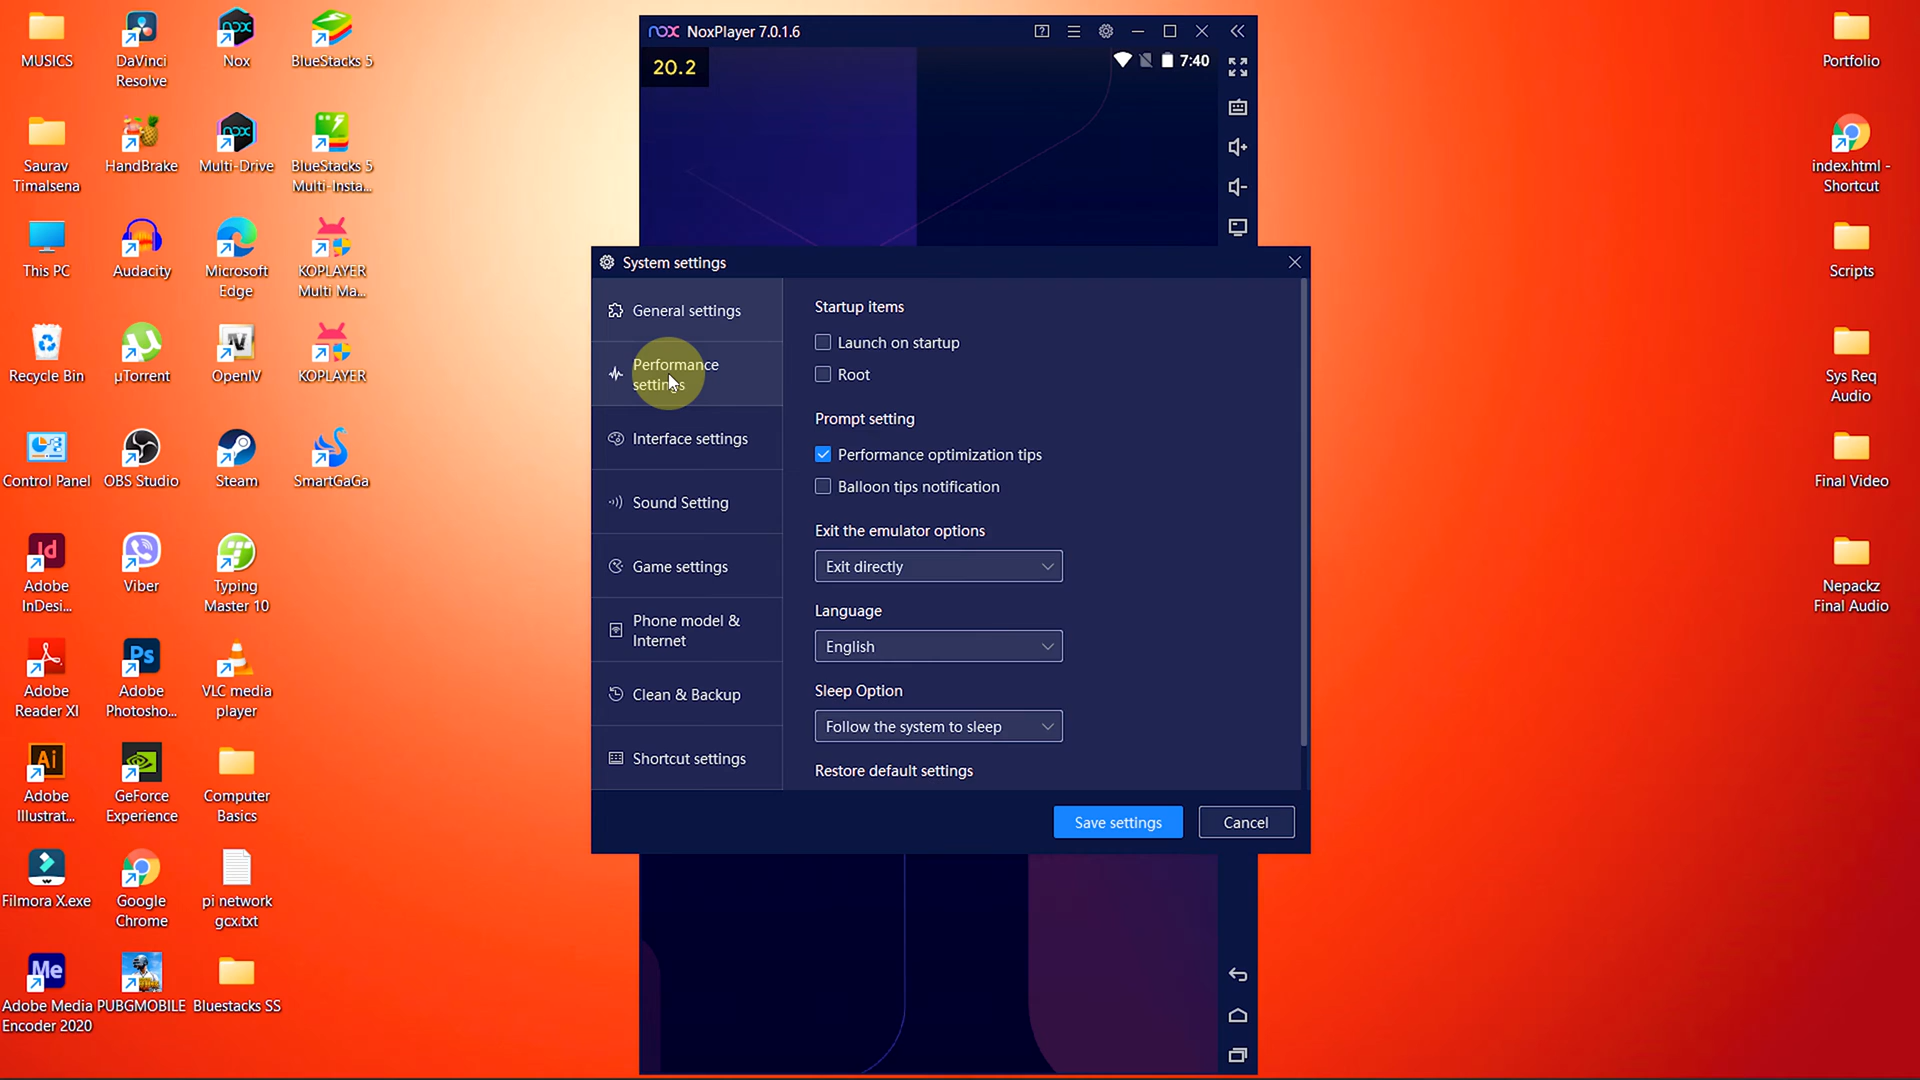 MUSICS
DaVinci
Resolve
Nox
BlueStacks 5
Saurav
Timalsena
HandBrake
Multi-Drive
BlueStacks 5
Multi-Insta...
This PC
Audacity
Microsoft
Edge
KOPLAYER
Multi Ma...
Recycle Bin
µTorrent
OpenIV
KOPLAYER
Control Panel
OBS Studio
Steam
SmartGaGa
Adobe
InDesi...
Viber
Typing
Master 10
Adobe
Reader XI
Adobe
Photosho...
VLC media
player
Adobe
Illustrat...
GeForce
Experience
Computer
Basics
Filmora X.exe
Google
Chrome
pi network
gcx.txt
Adobe Media
Encoder 2020
PUBGMOBILE
Bluestacks SS
nox NoxPlayer 7.0.1.6
20.2
7:40
System settings
General settings
Performance
settings
Interface settings
Sound Setting
Game settings
Phone model &
Internet
Clean & Backup
Shortcut settings
Startup items
Launch on startup
Root
Prompt setting
Performance optimization tips
Balloon tips notification
Exit the emulator options
Exit directly
Language
English
Sleep Option
Follow the system to sleep
Restore default settings
Save settings
Cancel
Portfolio
index.html -
Shortcut
Scripts
Sys Req
Audio
Final Video
Nepackz
Final Audio